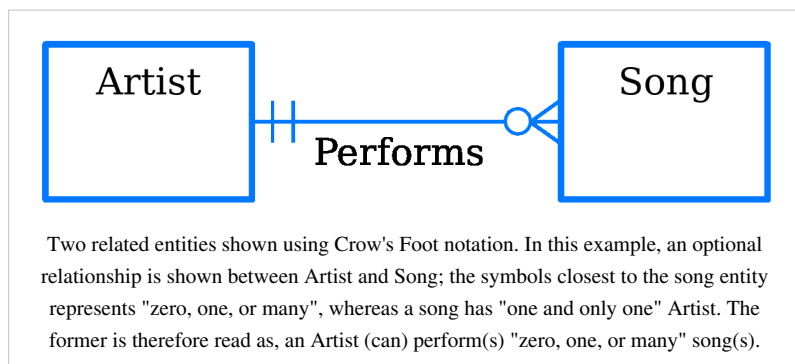 Artist
Song
Performs
Two related entities shown using Crow's Foot notation. In this example, an optional
relationship is shown between Artist and Song; the symbols closest to the song entity
represents "zero, one, or many", whereas a song has "one and only one" Artist. The
former is therefore read as, an Artist (can) perform(s) "zero, one, or many" song(s).